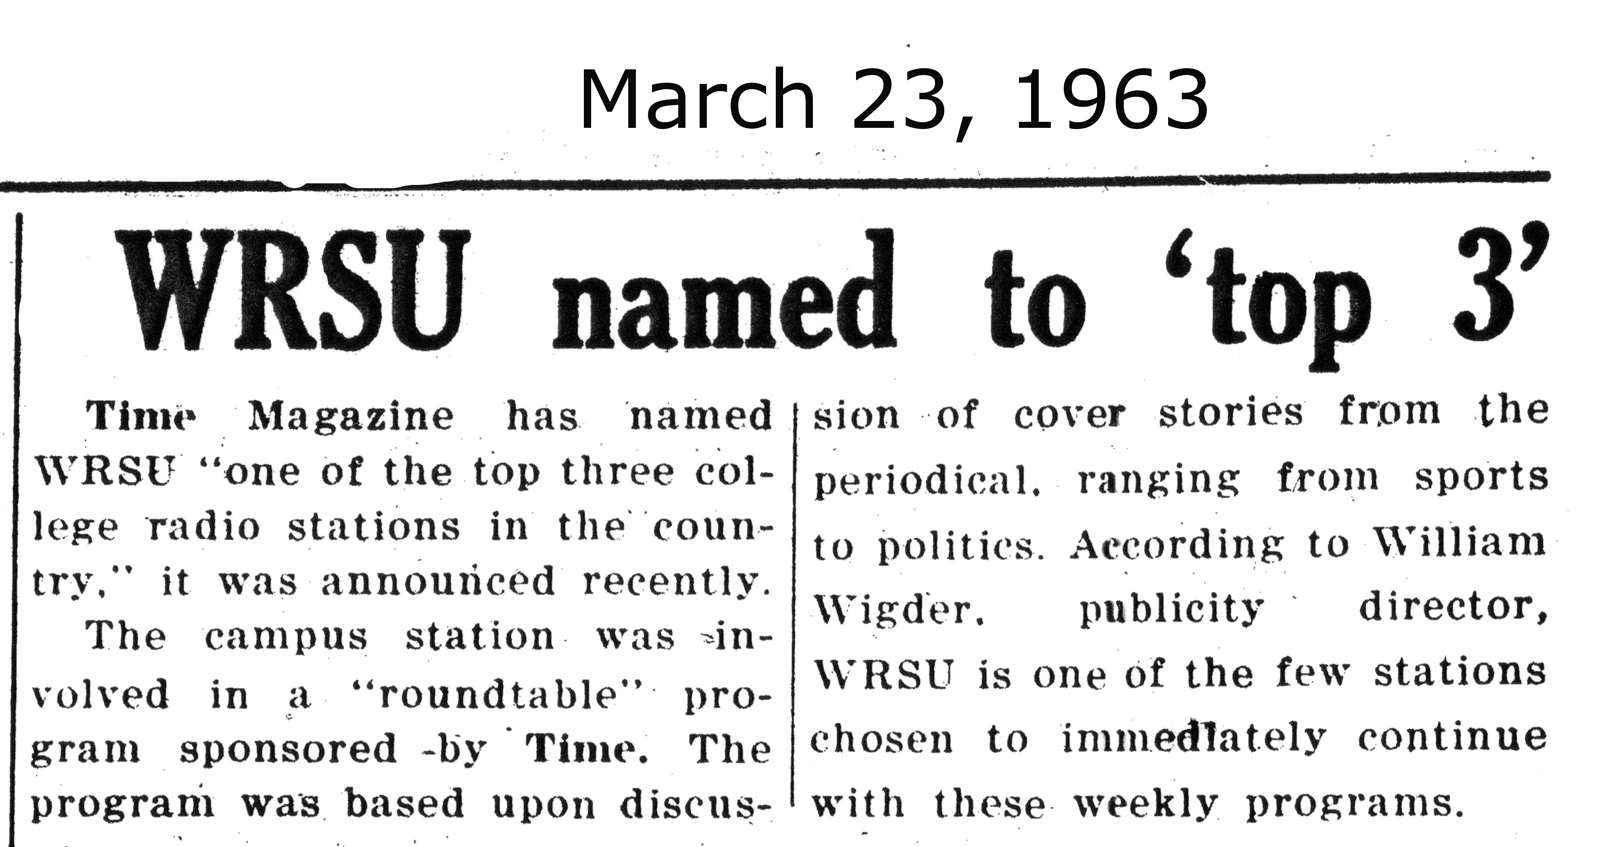 March 23, 1963
WRSU named to ‘top 3’
Time Magazine has named
WRSU “one of the top three col-
lege radio stations in the coun-
try,” it was announced recently.
The campus station was in-
volved in a “roundtable” pro-
gram sponsored by Time. The
program was based upon discus-
sion of cover stories from the
periodical, ranging from sports
to politics. According to William
Wigder, publicity director,
WRSU is one of the few stations
chosen to immediately continue
with these weekly programs.